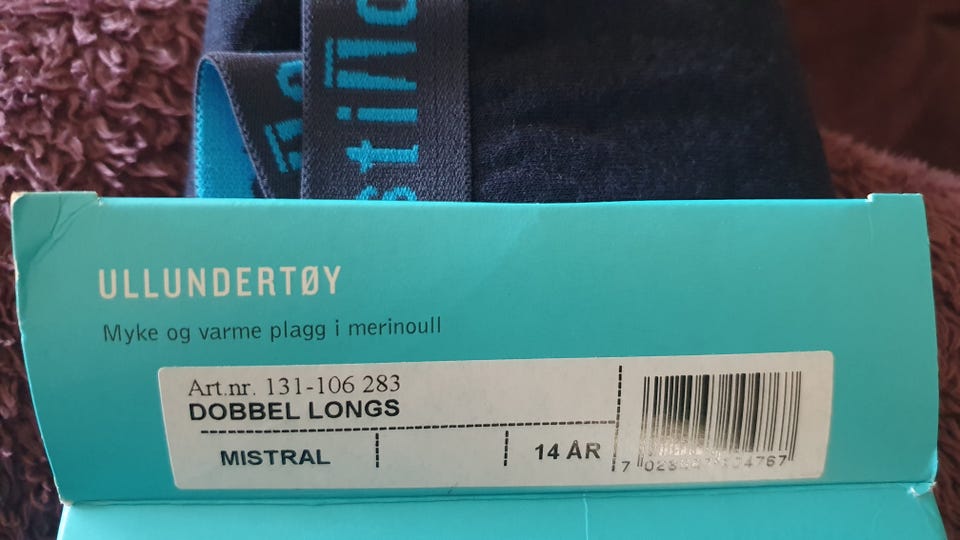 ULLUNDERTØY
Myke og varme plagg i merinoull
Art.nr. 131-106 283
DOBBEL LONGS
MISTRAL
14 ÅR